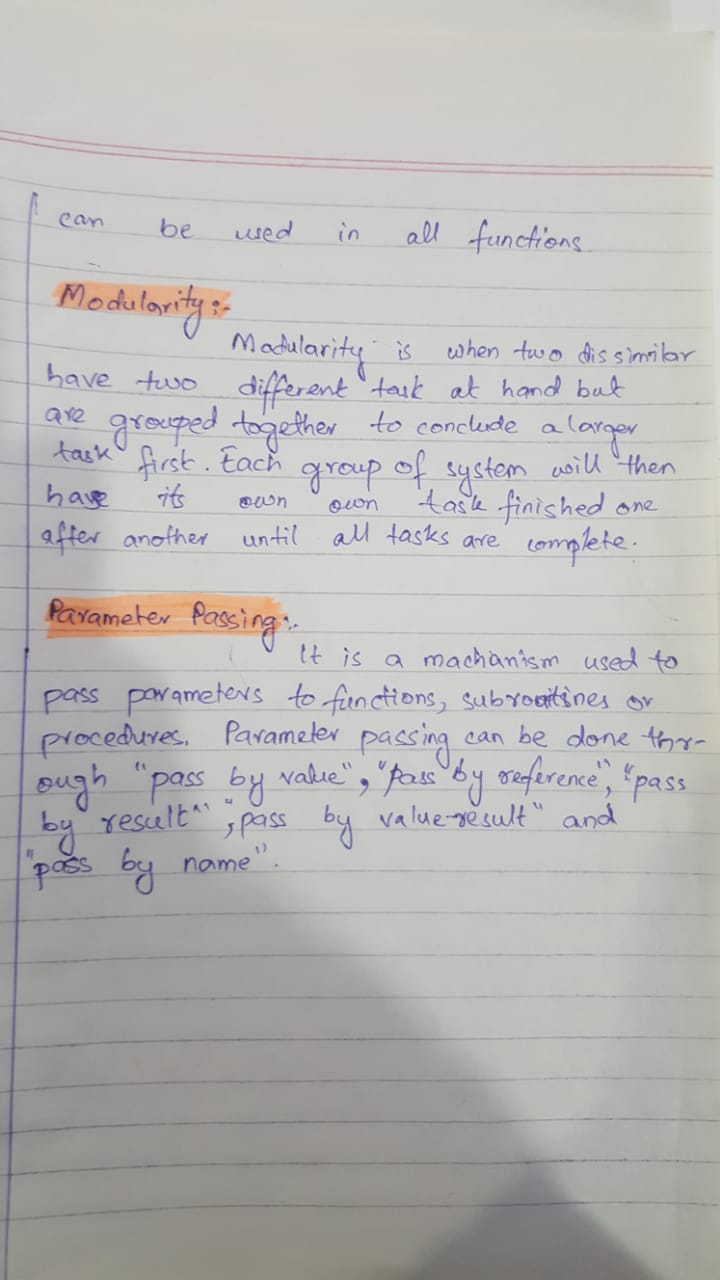 can be used in all functions.
Modularity:-
Modularity is when two dissimilar
have two different task at hand but
are grouped together to conclude a larger
task first. Each group of system will then
have its own own task finished one
after another until all tasks are complete.
Parameter Passing:-
It is a machanism used to
pass parameters to functions, subroutines or
procedures. Parameter passing can be done thr-
ough "pass by value", "Pass by reference", "pass
by result", "pass by value-result" and
"pass by name".